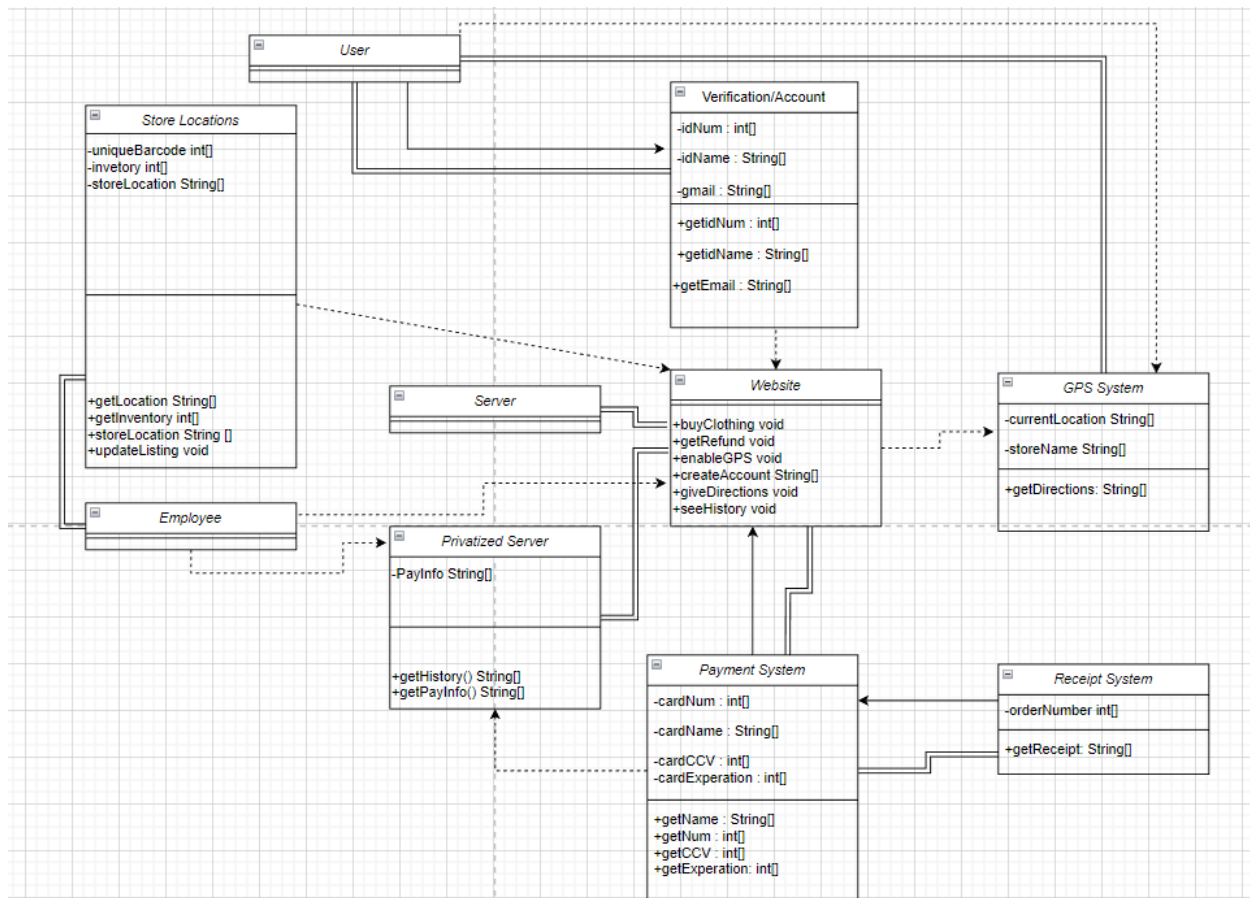 User
Store Locations
-uniqueBarcode int[]
-invetory int[]
-storeLocation String[]
+getLocation String[]
+getInventory int[]
+storeLocation String []
+updateListing void
Verification/Account
-idNum : int[]
-idName : String[]
-gmail : String[]
+getidNum : int[]
+getidName : String[]
+getEmail : String[]
Server
Website
+buyClothing void
+getRefund void
+enableGPS void
+createAccount String[]
+giveDirections void
+seeHistory void
GPS System
-currentLocation String[]
-storeName String[]
+getDirections: String[]
Employee
Privatized Server
-PayInfo String[]
+getHistory() String[]
+getPayInfo() String[]
Payment System
-cardNum : int[]
-cardName : String[]
-cardCCV : int[]
-cardExperation : int[]
+getName : String[]
+getNum : int[]
+getCCV : int[]
+getExperation: int[]
Receipt System
-orderNumber int[]
+getReceipt: String[]